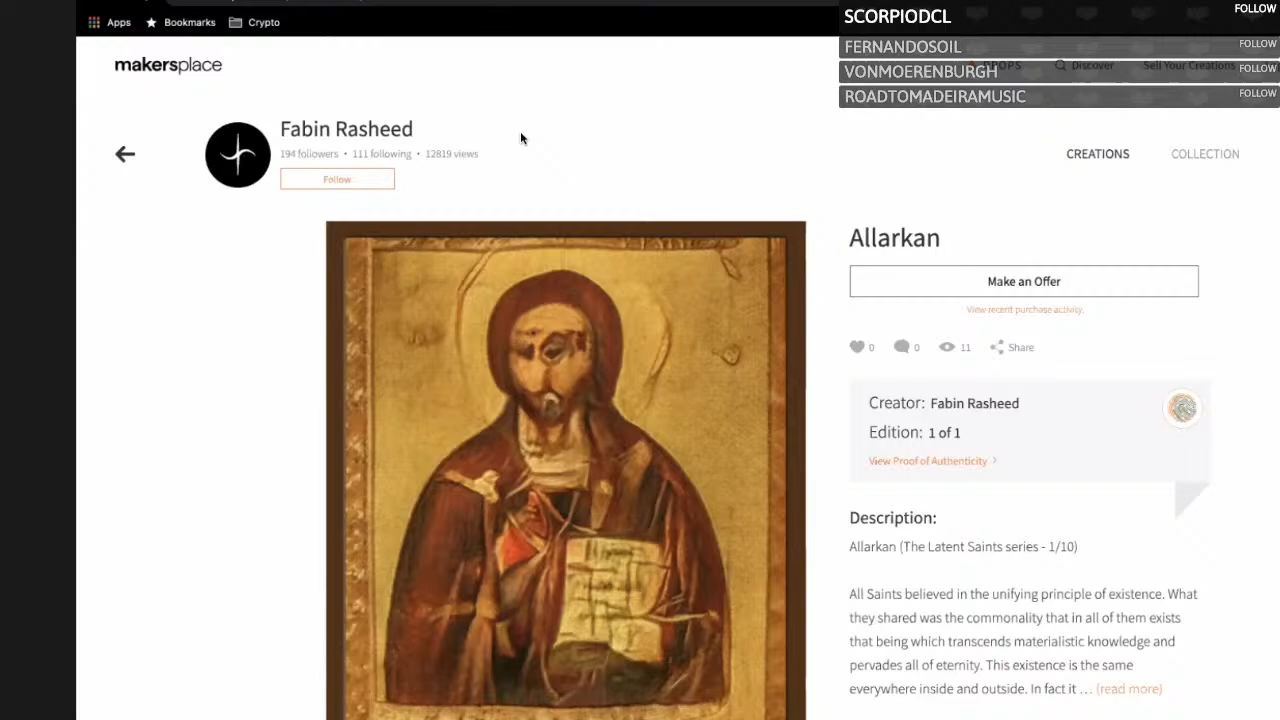 Apps
Bookmarks
Crypto
SCORPIODCL
FOLLOW
FERNANDOSOIL
FOLLOW
VONMOERENBURGH
FOLLOW
ROADTOMADEIRAMUSIC
FOLLOW
makersplace
Discover
Sell Your Creations
Fabin Rasheed
194 followers • 111 following • 12819 views
Follow
CREATIONS
COLLECTION
Allarkan
Make an Offer
View recent purchase activity.
0
0
11
Share
Creator: Fabin Rasheed
Edition: 1 of 1
View Proof of Authenticity >
Description:
Allarkan (The Latent Saints series - 1/10)
All Saints believed in the unifying principle of existence. What
they shared was the commonality that in all of them exists
that being which transcends materialistic knowledge and
pervades all of eternity. This existence is the same
everywhere inside and outside. In fact it ... (read more)